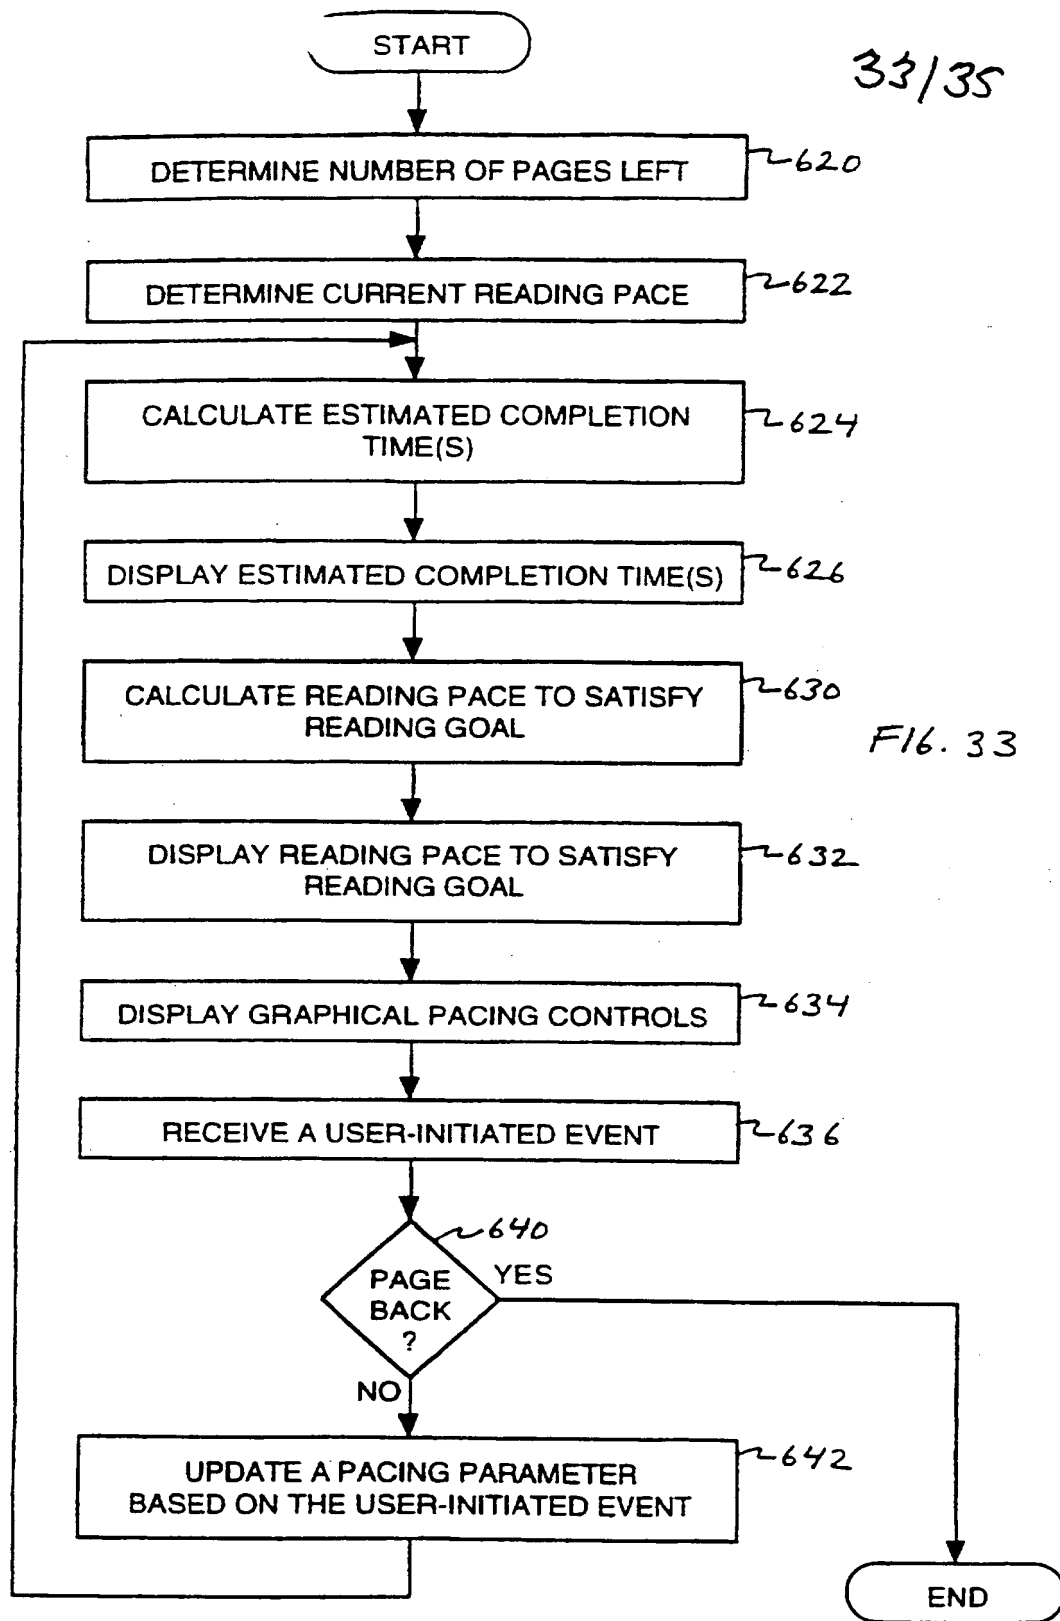 START
33/35
DETERMINE NUMBER OF PAGES LEFT
620
DETERMINE CURRENT READING PACE
622
CALCULATE ESTIMATED COMPLETION
TIME(S)
624
DISPLAY ESTIMATED COMPLETION TIME(S)
626
CALCULATE READING PACE TO SATISFY
READING GOAL
630
FIG. 33
DISPLAY READING PACE TO SATISFY
READING GOAL
632
DISPLAY GRAPHICAL PACING CONTROLS
634
RECEIVE A USER-INITIATED EVENT
636
640
PAGE
BACK
?
YES
NO
UPDATE A PACING PARAMETER
BASED ON THE USER-INITIATED EVENT
642
END